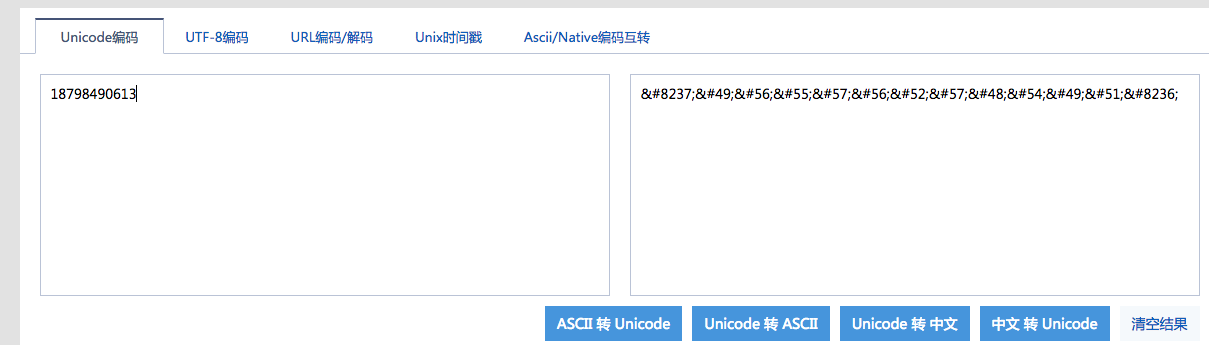 Unicode编码 UTF-8编码 URL编码/解码 Unix时间戳 Ascii/Native编码互转
18798490613 &#8237;&#49;&#56;&#55;&#57;&#56;&#52;&#57;&#48;&#54;&#49;&#51;&#8236;
ASCII 转 Unicode Unicode 转 ASCII Unicode 转 中文 中文 转 Unicode 清空结果